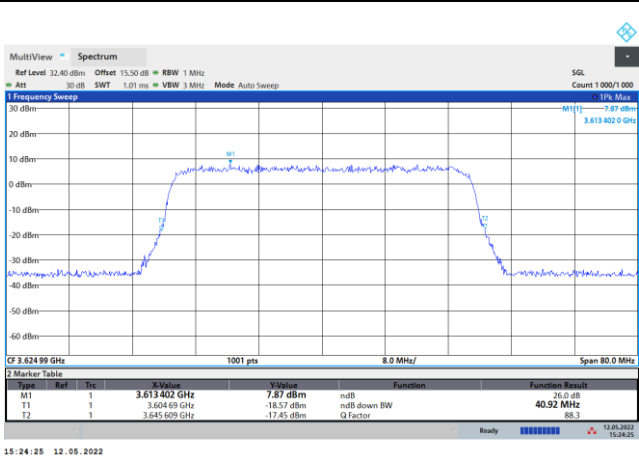 MultiView Spectrum
Ref Level 32.40 dBm Offset 15.50 dB RBW 1 MHz SGL
Att 30 dB SWT 1.01 ms VBW 3 MHz Mode Auto Sweep Count 1 000/1 000
1 Frequency Sweep 1Pk Max
30 dBm M1[1] 7.87 dBm
3.613 402 0 GHz
20 dBm
M1
10 dBm
0 dBm
-10 dBm
T1 T2
-20 dBm
-30 dBm
-40 dBm
-50 dBm
-60 dBm
CF 3.624 99 GHz 1001 pts 8.0 MHz/ Span 80.0 MHz
2 Marker Table
Type Ref Trc X-Value Y-Value Function Function Result
M1 1 3.613 402 GHz 7.87 dBm ndB 26.0 dB
T1 1 3.604 69 GHz -18.57 dBm ndB down BW 40.92 MHz
T2 1 3.645 609 GHz -17.45 dBm Q Factor 88.3
Ready 12.05.2022
15:24:25
15:24:25 12.05.2022